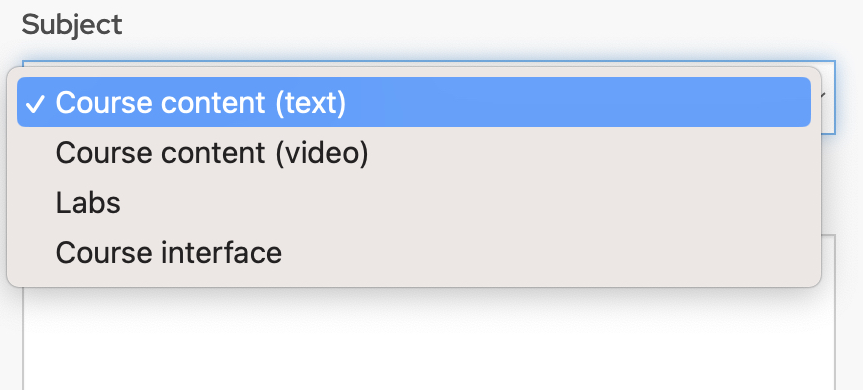 Subject
✓ Course content (text)
Course content (video)
Labs
Course interface